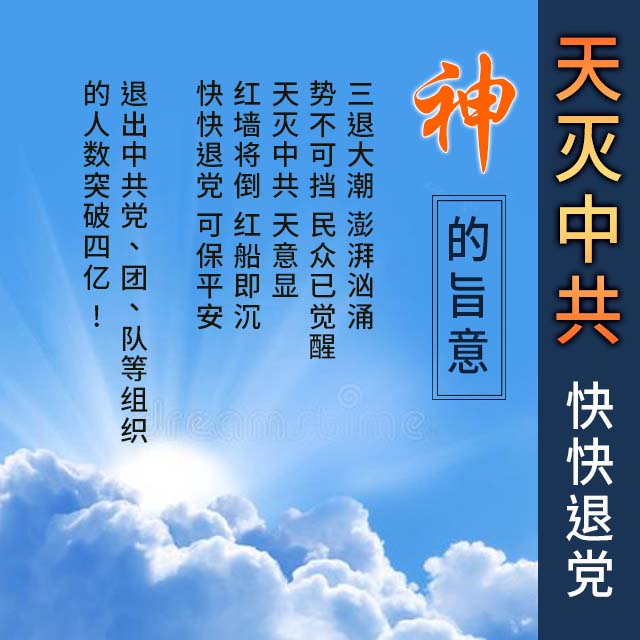 天灭中共 快快退党
神
的旨意
三退大潮 澎湃汹涌
势不可挡 民众已觉醒
天灭中共 天意显
红墙将倒 红船即沉
快快退党 可保平安
退出中共党、团、队等组织
的人数突破四亿！
dreamstime